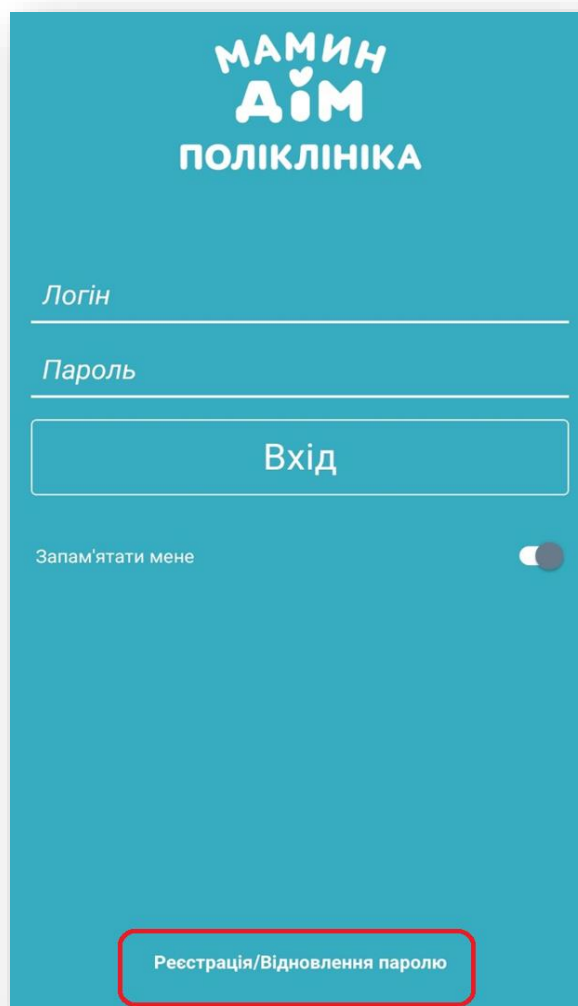 МАМИН
ДІМ
ПОЛІКЛІНІКА
Логін
Пароль
Вхід
Запам'ятати мене
Реєстрація/Відновлення паролю